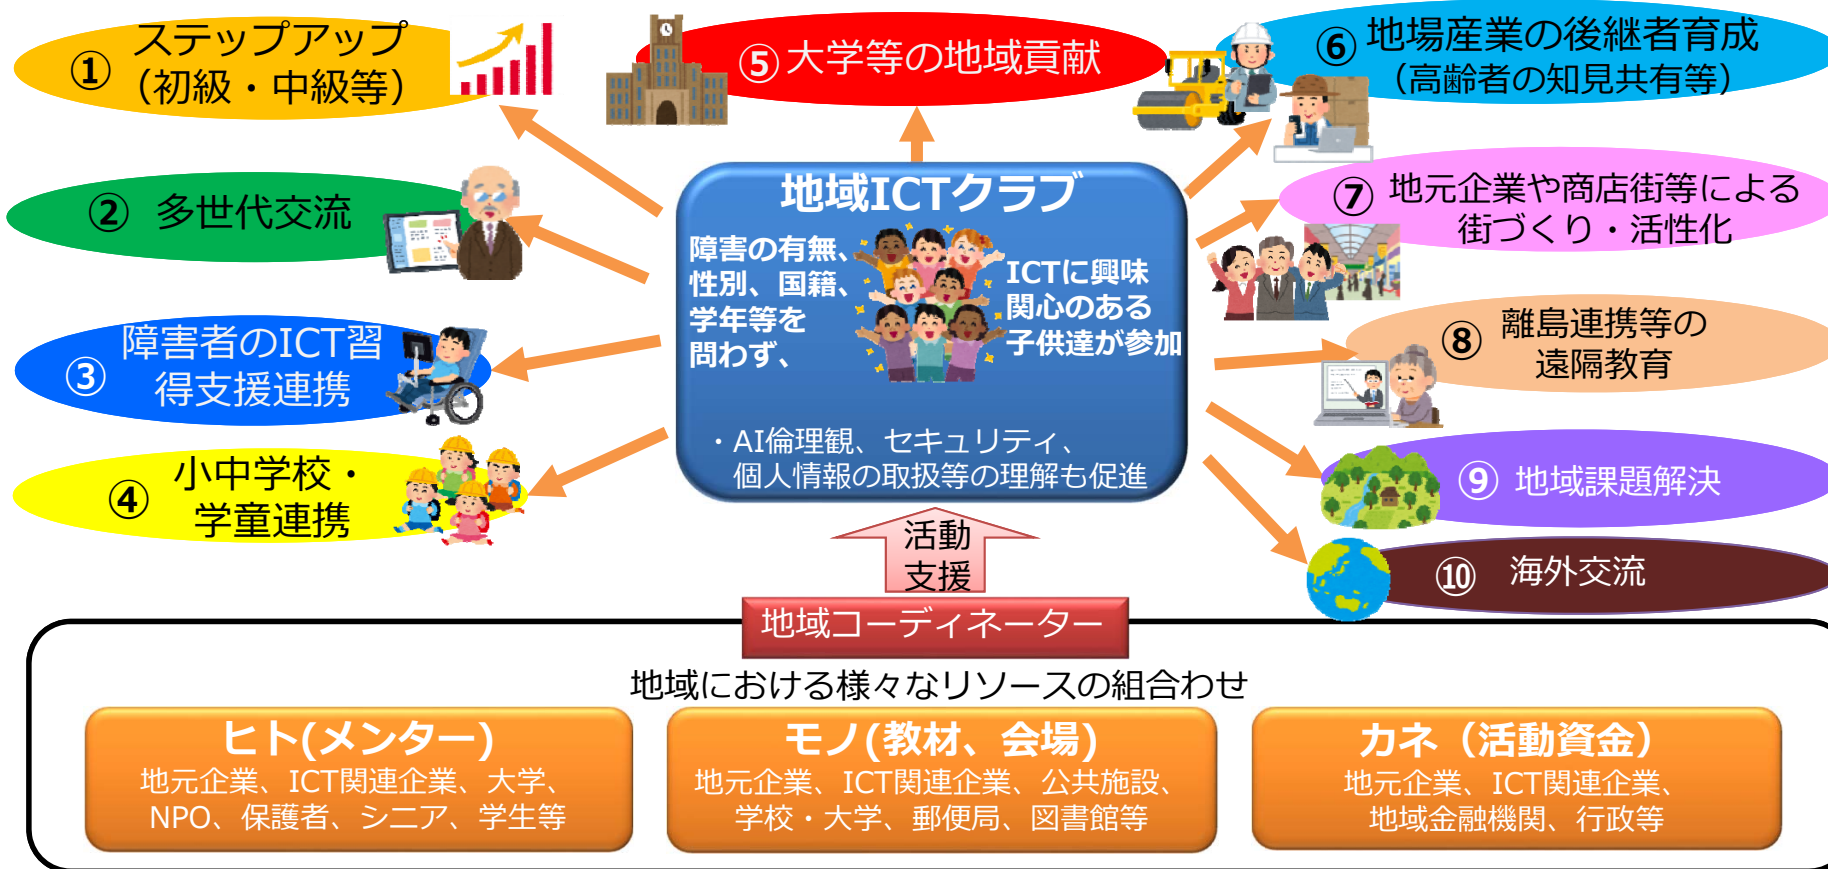 ① ステップアップ
（初級・中級等）
② 多世代交流
③ 障害者のICT習
得支援連携
④ 小中学校・
学童連携
⑤大学等の地域貢献
⑥地場産業の後継者育成
（高齢者の知見共有等）
⑦ 地元企業や商店街等による
街づくり・活性化
⑧ 離島連携等の
遠隔教育
⑨ 地域課題解決
⑩ 海外交流
地域ICTクラブ
障害の有無、
性別、国籍、
学年等を
問わず、
ICTに興味
関心のある
子供達が参加
・AI倫理観、セキュリティ、
個人情報の取扱等の理解も促進
活動
支援
地域コーディネーター
地域における様々なリソースの組合わせ
ヒト(メンター)
地元企業、ICT関連企業、大学、
NPO、保護者、シニア、学生等
モノ(教材、会場)
地元企業、ICT関連企業、公共施設、
学校・大学、郵便局、図書館等
カネ（活動資金）
地元企業、ICT関連企業、
地域金融機関、行政等